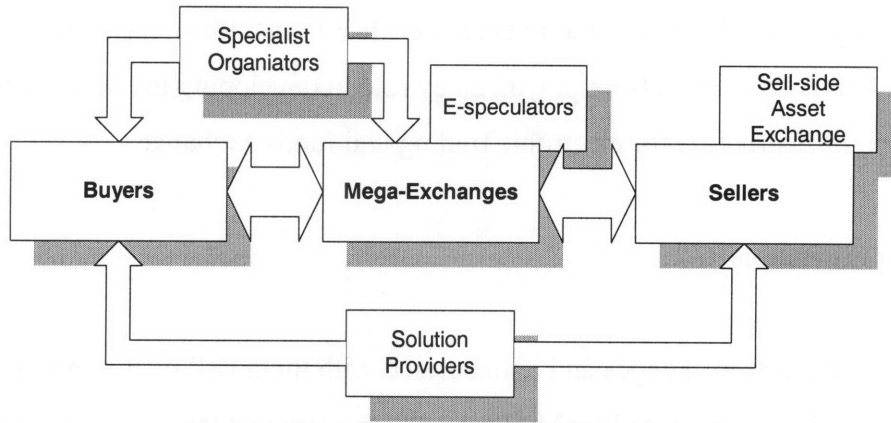 Specialist
Organiators
E-speculators
Sell-side
Asset
Exchange
Buyers
Mega-Exchanges
Sellers
Solution
Providers